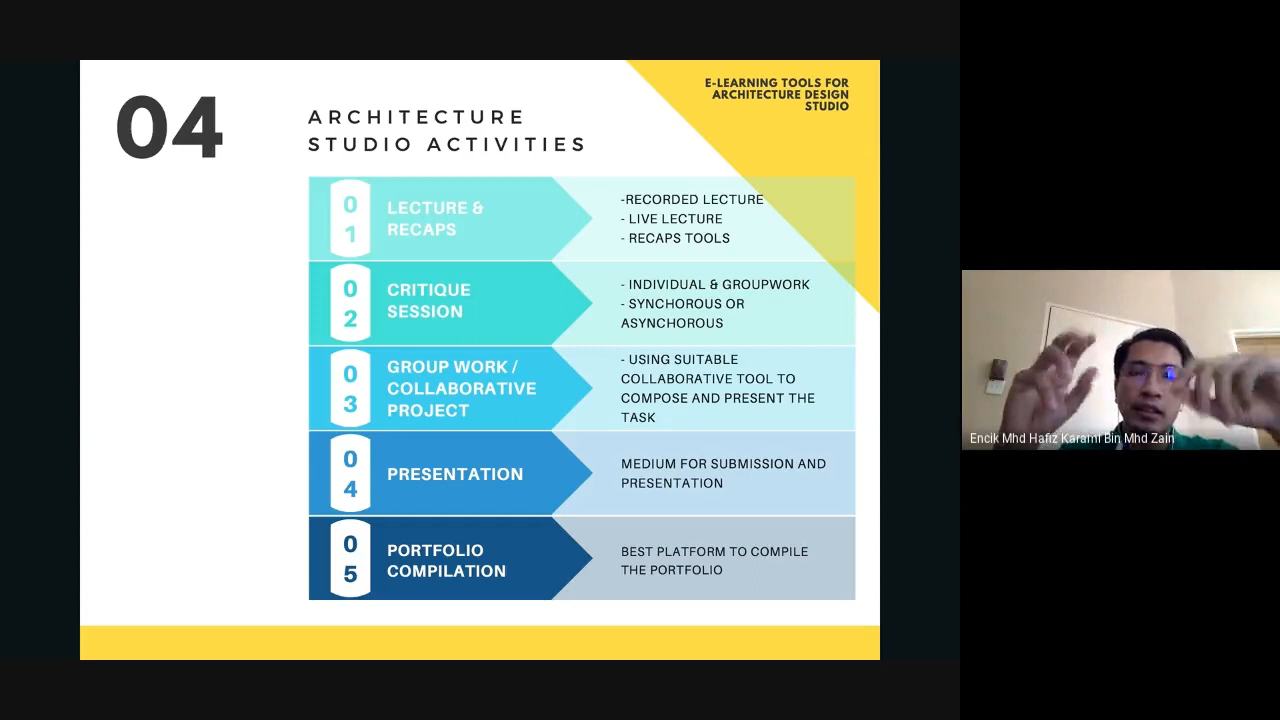 04
ARCHITECTURE
STUDIO ACTIVITIES
E-LEARNING TOOLS FOR
ARCHITECTURE DESIGN
STUDIO
0
1
LECTURE &
RECAPS
-RECORDED LECTURE
- LIVE LECTURE
- RECAPS TOOLS
0
2
CRITIQUE
SESSION
- INDIVIDUAL & GROUPWORK
- SYNCHOROUS OR
ASYNCHOROUS
0
3
GROUP WORK /
COLLABORATIVE
PROJECT
- USING SUITABLE
COLLABORATIVE TOOL TO
COMPOSE AND PRESENT THE
TASK
0
4
PRESENTATION
MEDIUM FOR SUBMISSION AND
PRESENTATION
0
5
PORTFOLIO
COMPILATION
BEST PLATFORM TO COMPILE
THE PORTFOLIO
Encik Mhd Hafiz Karami Bin Mhd Zain